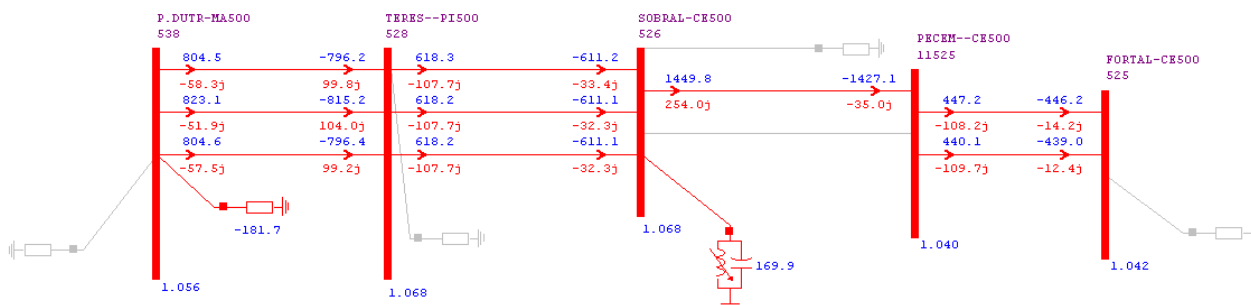 P.DUTR-MA500
538
TERES--PI500
528
SOBRAL-CE500
526
PECEM--CE500
11525
FORTAL-CE500
525
804.5
-796.2
618.3
-611.2
-58.3j
99.8j
-107.7j
-33.4j
1449.8
-1427.1
254.0j
-35.0j
823.1
-815.2
618.2
-611.1
447.2
-446.2
-51.9j
104.0j
-107.7j
-32.3j
-108.2j
-14.2j
804.6
-796.4
618.2
-611.1
440.1
-439.0
-57.5j
99.2j
-107.7j
-32.3j
-109.7j
-12.4j
-181.7
1.068
1.040
169.9
1.042
1.056
1.068